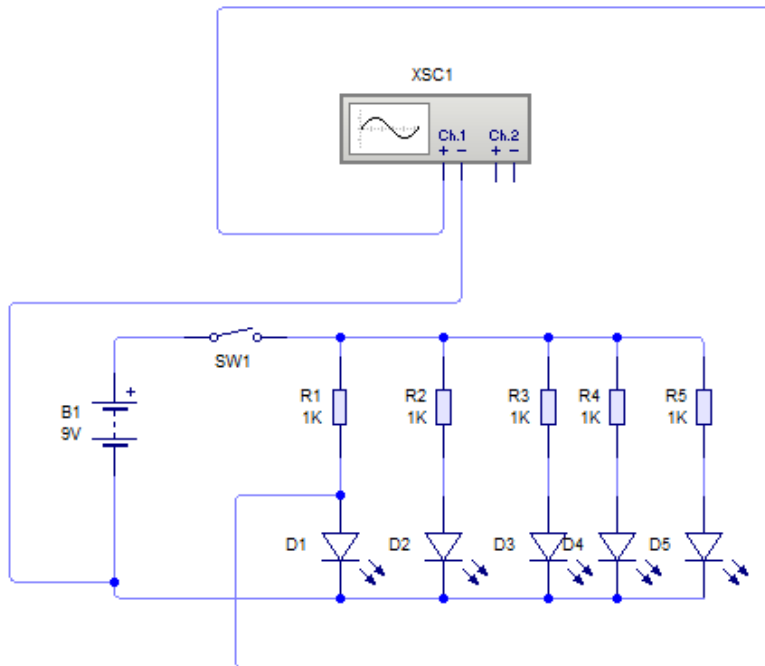 XSC1
Ch.1 Ch.2
+ − + −
SW1
+
B1
9V
R1
1K
R2
1K
R3
1K
R4
1K
R5
1K
D1
D2
D3
D4
D5